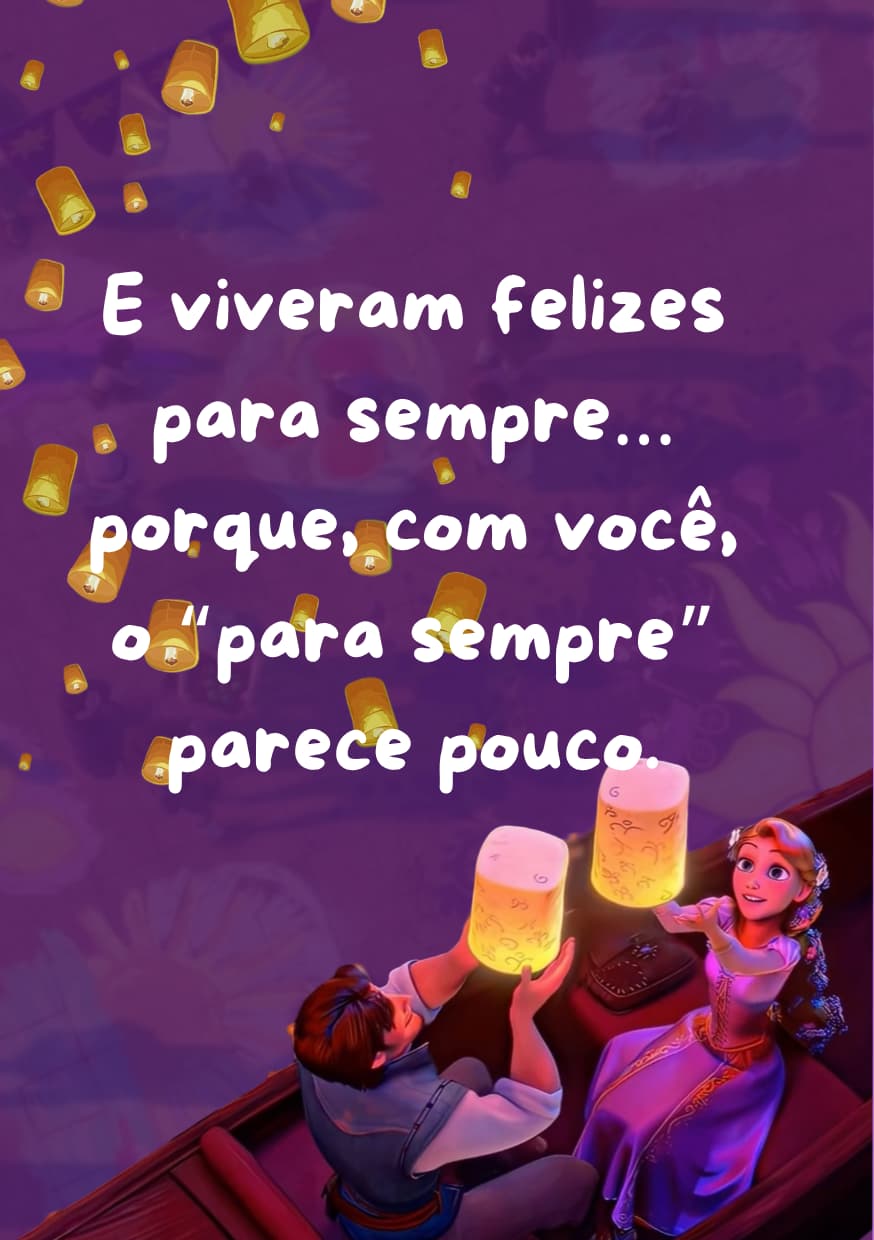 E viveram felizes
para sempre...
porque, com você,
o “para sempre”
parece pouco.